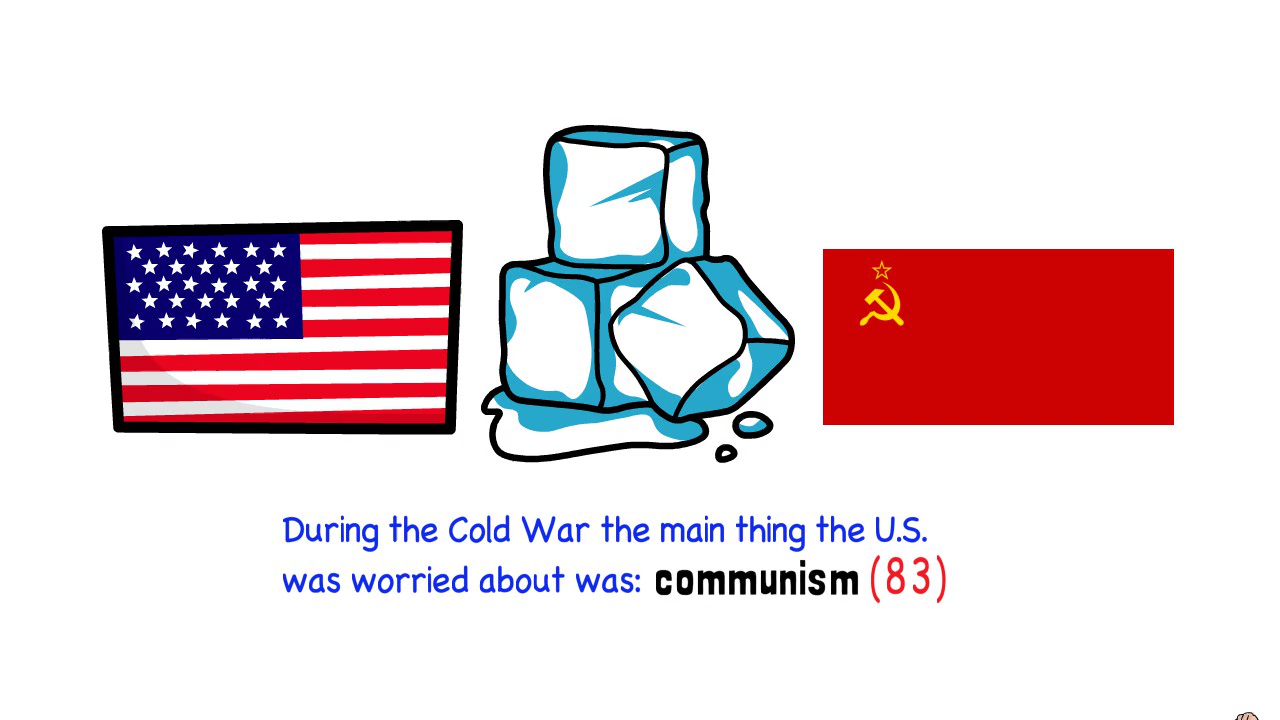 During the Cold War the main thing the U.S.
was worried about was: communism (83)